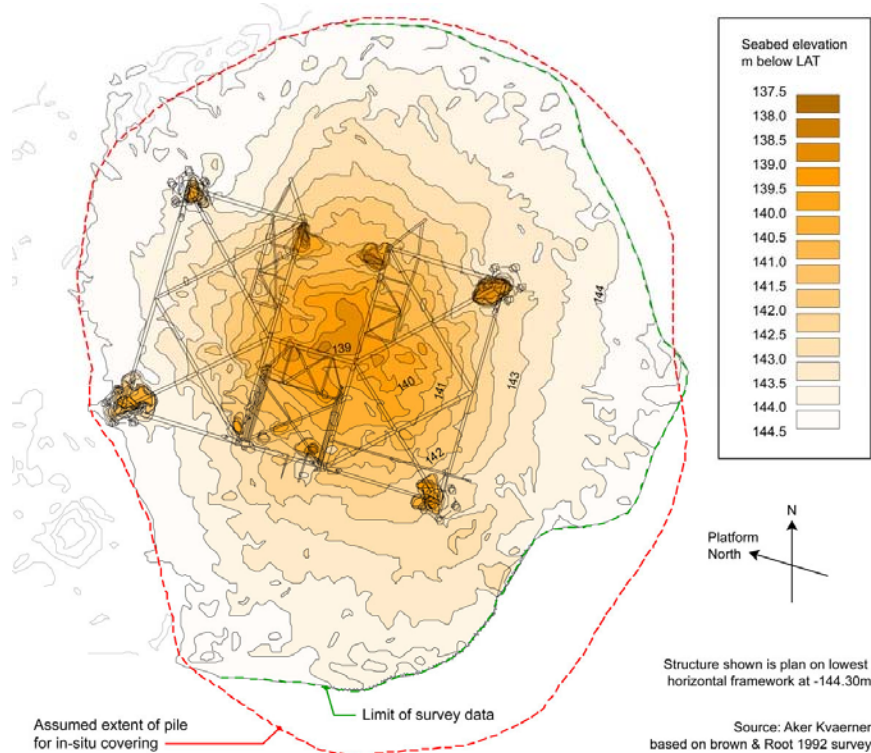 Seabed elevation
m below LAT
137.5
138.0
138.5
139.0
139.5
140.0
140.5
141.0
141.5
142.0
142.5
143.0
143.5
144.0
144.5
144
139
143
140
141
142
N
Platform
North
Structure shown is plan on lowest
horizontal framework at -144.30m
Limit of survey data
Assumed extent of pile
for in-situ covering
Source: Aker Kvaerner
based on brown & Root 1992 survey